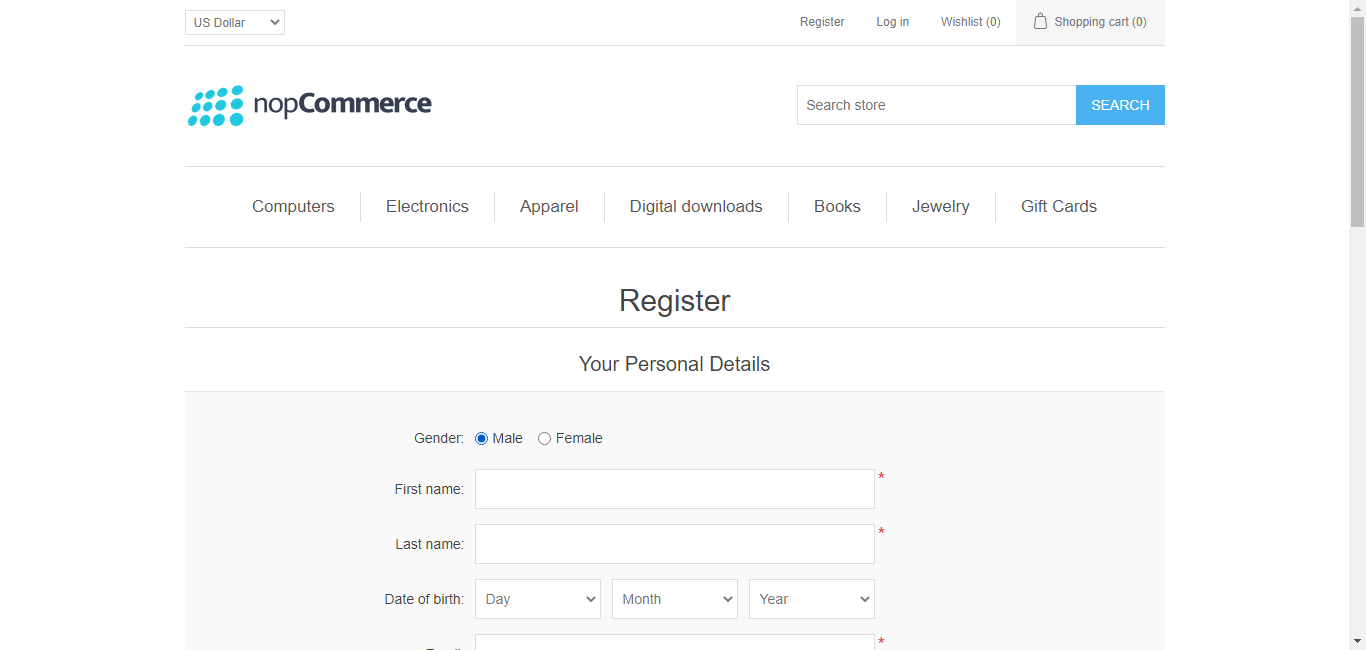 US Dollar Register Log in Wishlist (0) Shopping cart (0)
nopCommerce Search store SEARCH
Computers Electronics Apparel Digital downloads Books Jewelry Gift Cards
Register
Your Personal Details
Gender: Male Female
First name: *
Last name: *
Date of birth: Day Month Year
*